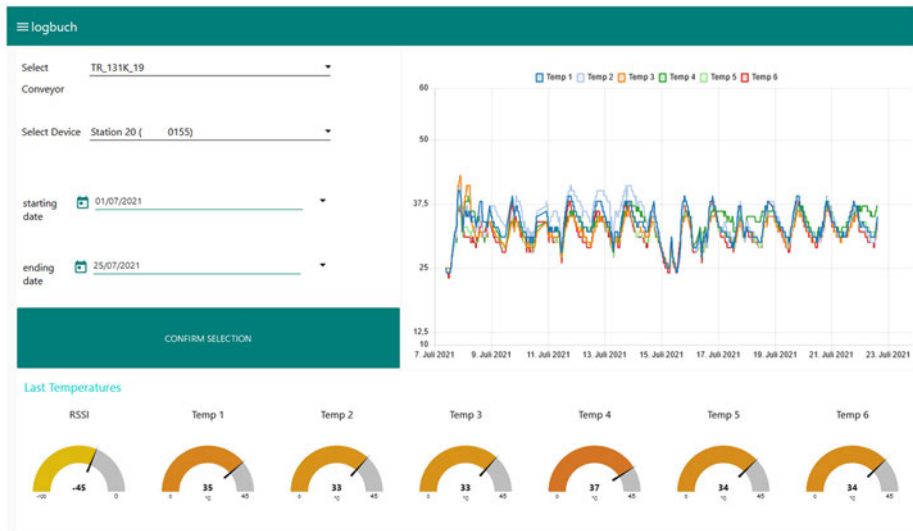 logbuch
Select Conveyor
TR_131K_19
Select Device
Station 20 ( 0155)
starting date
01/07/2021
ending date
25/07/2021
CONFIRM SELECTION
Temp 1 Temp 2 Temp 3 Temp 4 Temp 5 Temp 6
60
50
37,5
25
12,5
10
7. Juli 2021 9. Juli 2021 11. Juli 2021 13. Juli 2021 15. Juli 2021 17. Juli 2021 19. Juli 2021 21. Juli 2021 23. Juli 2021
Last Temperatures
RSSI Temp 1 Temp 2 Temp 3 Temp 4 Temp 5 Temp 6
-45 35 33 33 37 34 34
-120 0 0 °C 45 0 °C 45 0 °C 45 0 °C 45 0 °C 45 0 °C 45